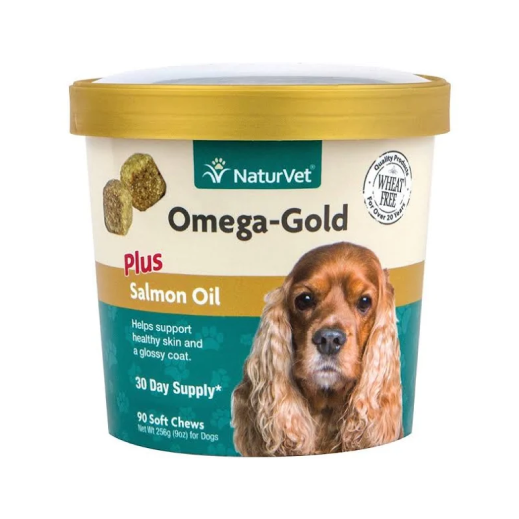 NaturVet®
Quality Products
WHEAT
FREE
For Over 20 Years
Omega-Gold
Plus
Salmon Oil
Helps support
healthy skin and
a glossy coat.
30 Day Supply*
90 Soft Chews
Net Wt 256g (9oz) for Dogs